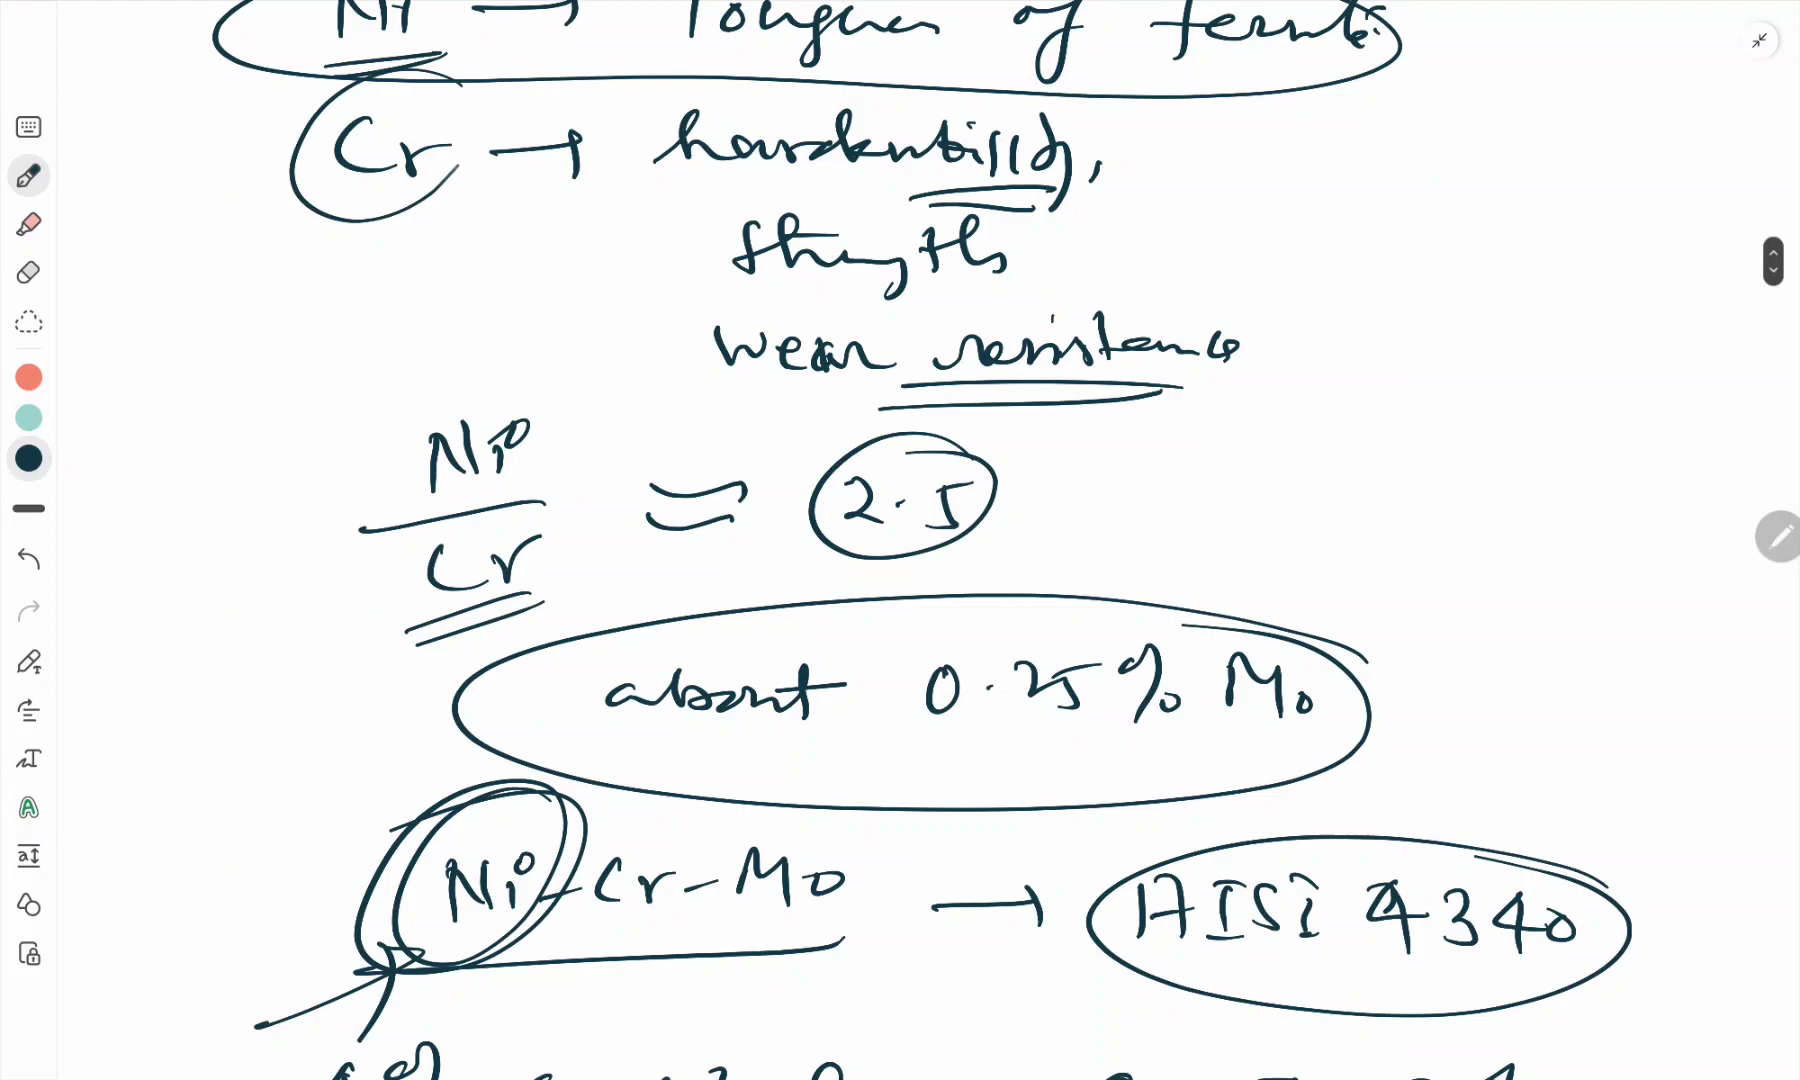 Ni → Toughness of ferrite
Cr → hardenability,
strength
wear resistance
Ni
Cr
≈ 2.5
about 0.25 % Mo
Ni-Cr-Mo → AISI 4340